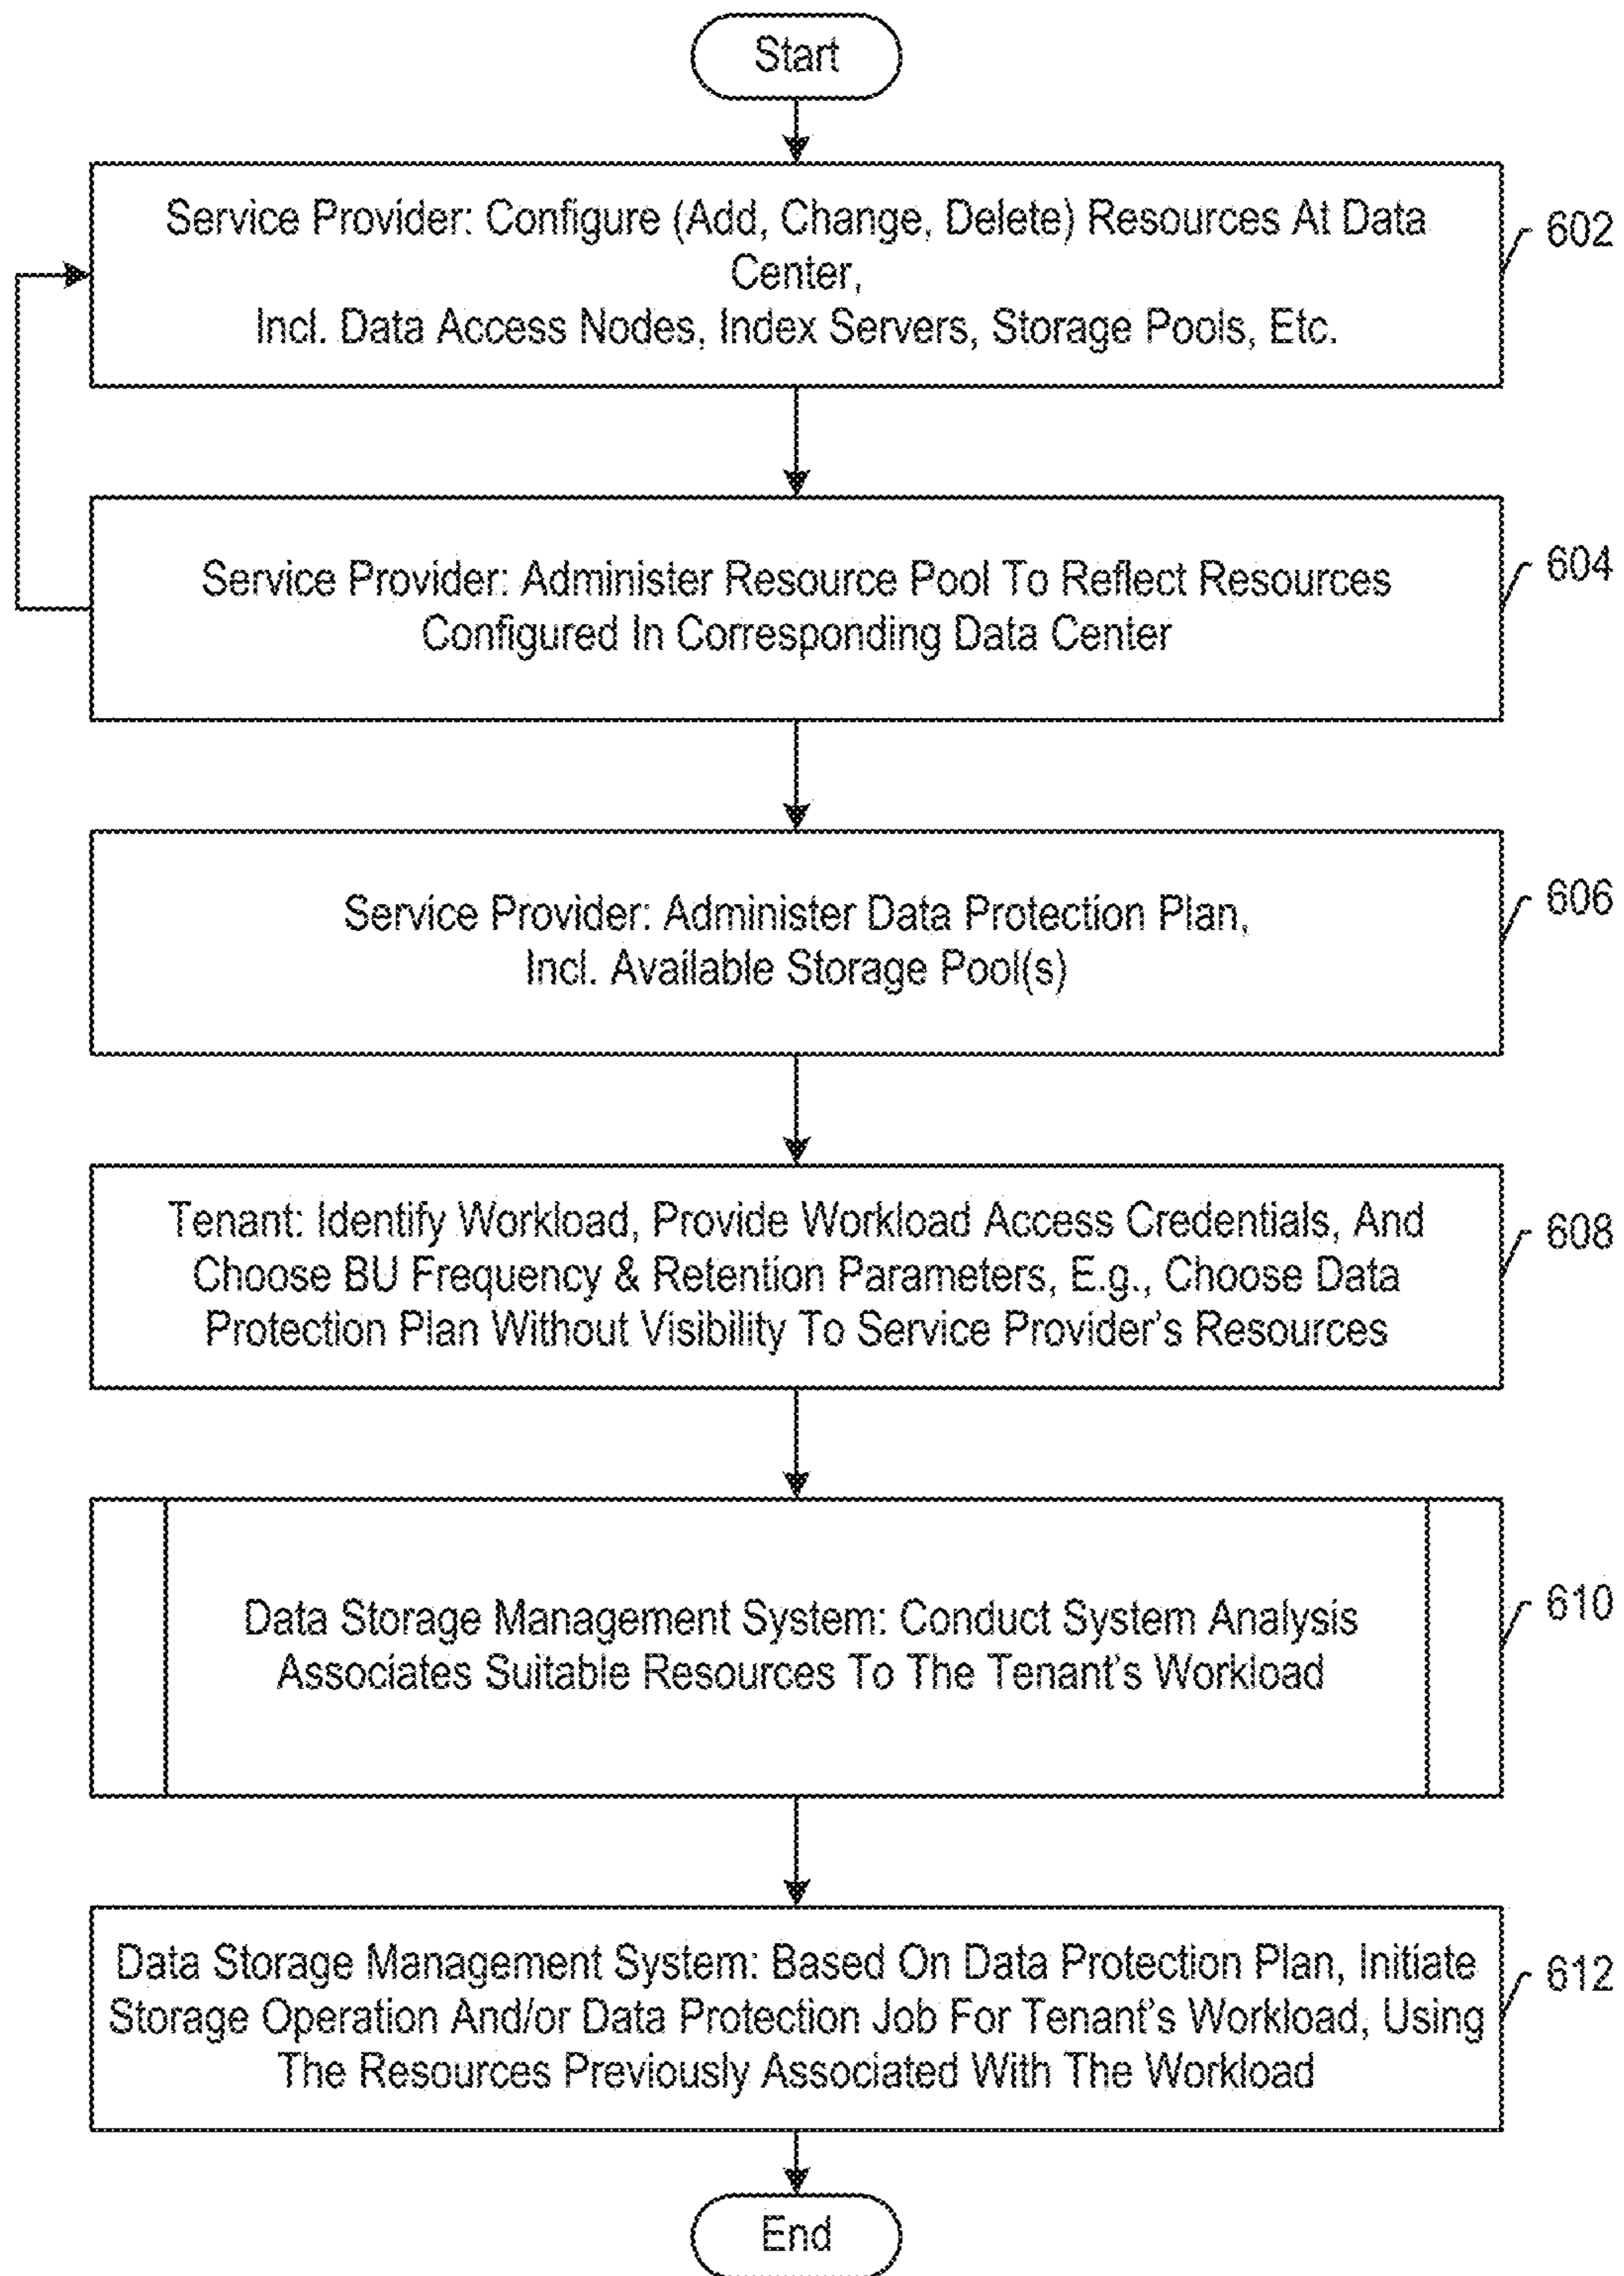 Start
Service Provider: Configure (Add, Change, Delete) Resources At Data
Center,
Incl. Data Access Nodes, Index Servers, Storage Pools, Etc.
602
Service Provider: Administer Resource Pool To Reflect Resources
Configured In Corresponding Data Center
604
Service Provider: Administer Data Protection Plan,
Incl. Available Storage Pool(s)
606
Tenant: Identify Workload, Provide Workload Access Credentials, And
Choose BU Frequency & Retention Parameters, E.g., Choose Data
Protection Plan Without Visibility To Service Provider's Resources
608
Data Storage Management System: Conduct System Analysis
Associates Suitable Resources To The Tenant's Workload
610
Data Storage Management System: Based On Data Protection Plan, Initiate
Storage Operation And/or Data Protection Job For Tenant's Workload, Using
The Resources Previously Associated With The Workload
612
End